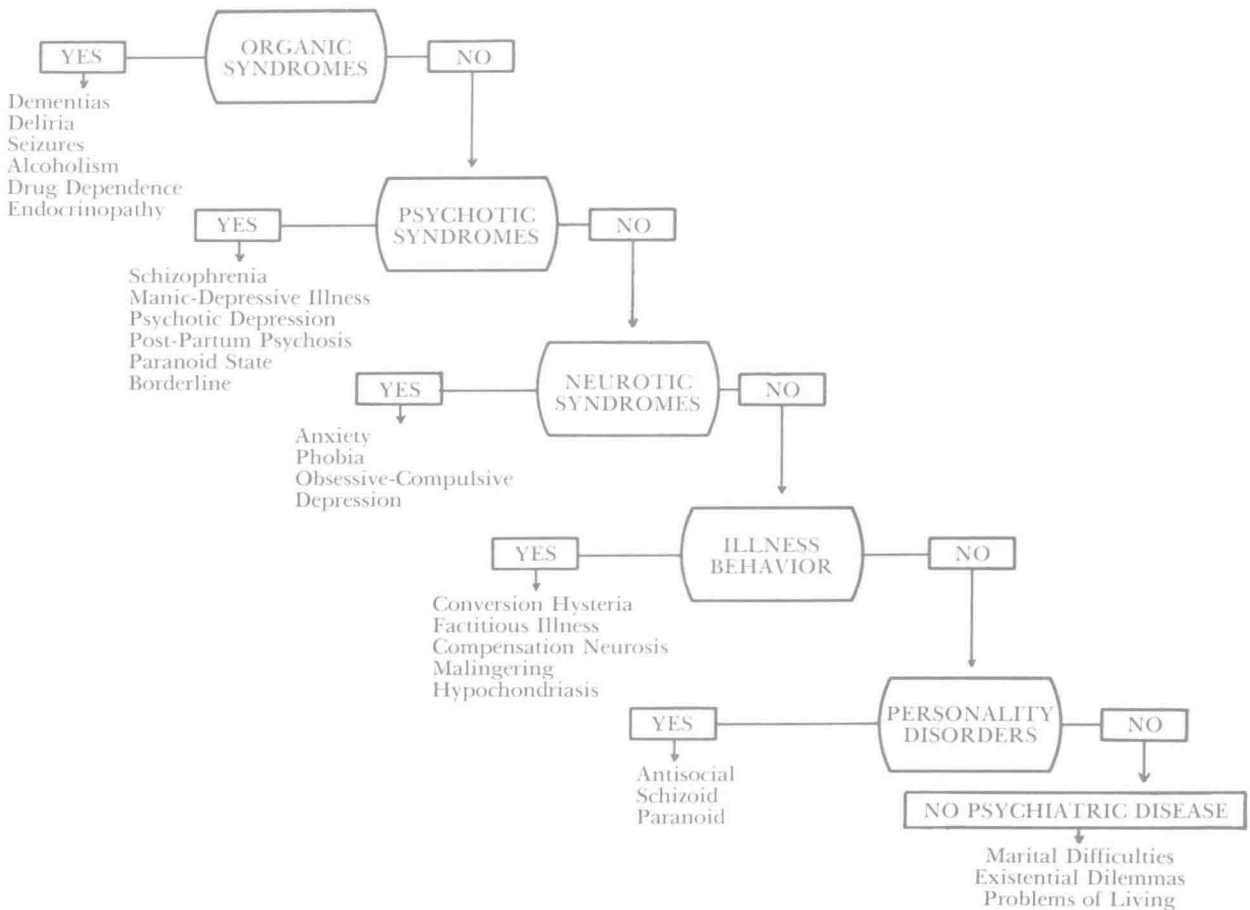 YES
ORGANIC
SYNDROMES
NO
Dementias
Deliria
Seizures
Alcoholism
Drug Dependence
Endocrinopathy
YES
PSYCHOTIC
SYNDROMES
NO
Schizophrenia
Manic-Depressive Illness
Psychotic Depression
Post-Partum Psychosis
Paranoid State
Borderline
YES
NEUROTIC
SYNDROMES
NO
Anxiety
Phobia
Obsessive-Compulsive
Depression
YES
ILLNESS
BEHAVIOR
NO
Conversion Hysteria
Factitious Illness
Compensation Neurosis
Malingering
Hypochondriasis
YES
PERSONALITY
DISORDERS
NO
Antisocial
Schizoid
Paranoid
NO PSYCHIATRIC DISEASE
Marital Difficulties
Existential Dilemmas
Problems of Living